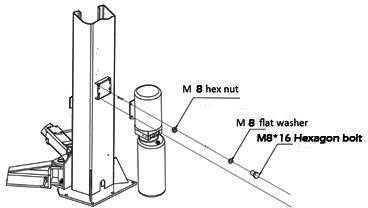 M 8 hex nut
M 8 flat washer
M8*16 Hexagon bolt